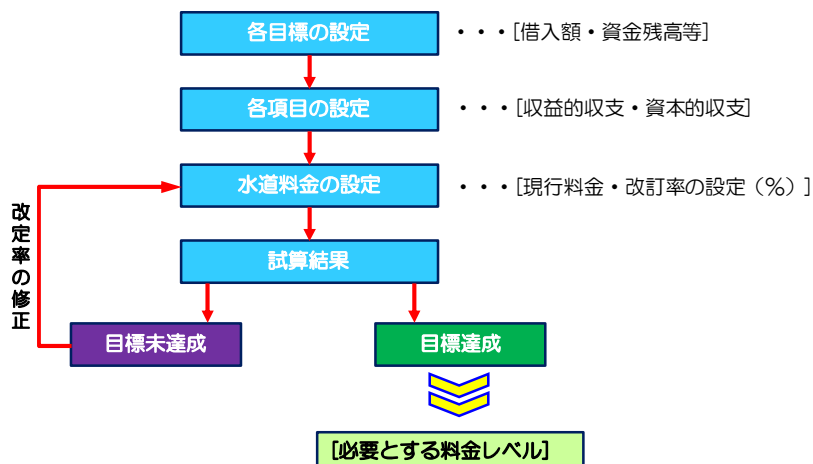 各目標の設定 ・・・[借入額・資金残高等]
各項目の設定 ・・・[収益的収支・資本的収支]
水道料金の設定 ・・・[現行料金・改訂率の設定（%）]
改定率の修正
試算結果
目標未達成 目標達成
[必要とする料金レベル]